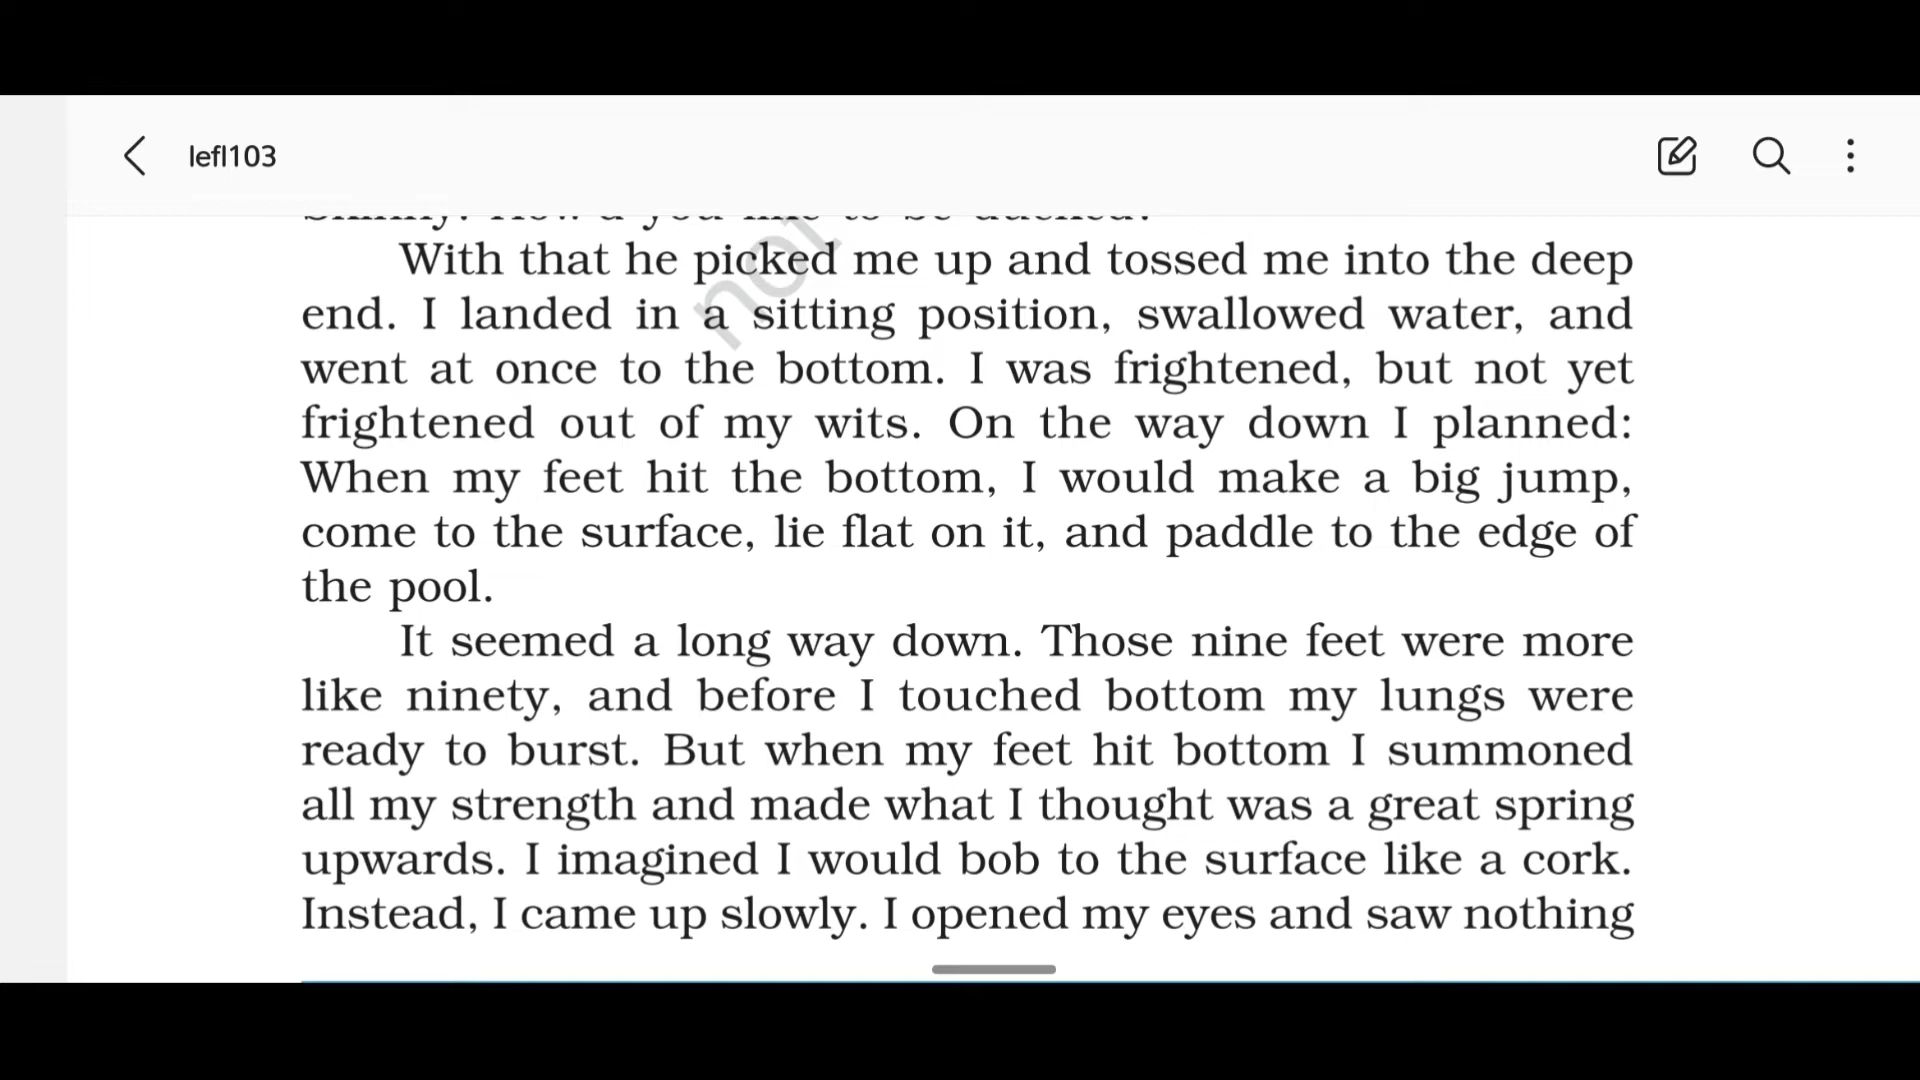 lefl103
With that he picked me up and tossed me into the deep
end. I landed in a sitting position, swallowed water, and
went at once to the bottom. I was frightened, but not yet
frightened out of my wits. On the way down I planned:
When my feet hit the bottom, I would make a big jump,
come to the surface, lie flat on it, and paddle to the edge of
the pool.
It seemed a long way down. Those nine feet were more
like ninety, and before I touched bottom my lungs were
ready to burst. But when my feet hit bottom I summoned
all my strength and made what I thought was a great spring
upwards. I imagined I would bob to the surface like a cork.
Instead, I came up slowly. I opened my eyes and saw nothing
not